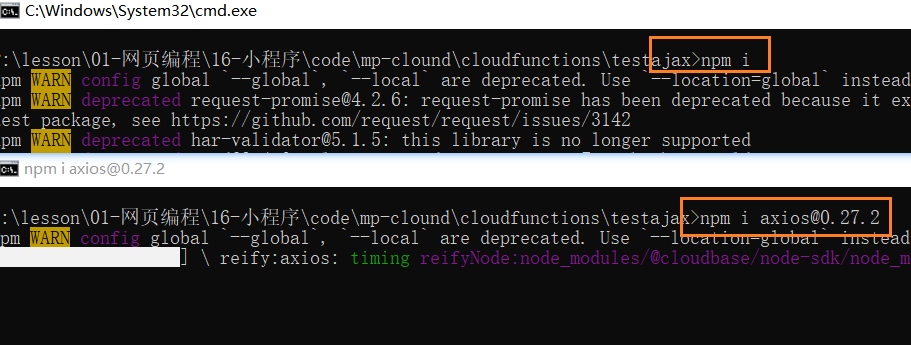 C:\Windows\System32\cmd.exe
:\lesson\01-网页编程\16-小程序\code\mp-clound\cloudfunctions\testajax>npm i
npm WARN config global `--global`, `--local` are deprecated. Use `--location=global` instead
npm WARN deprecated request-promise@4.2.6: request-promise has been deprecated because it ex
est package, see https://github.com/request/request/issues/3142
npm WARN deprecated har-validator@5.1.5: this library is no longer supported
npm i axios@0.27.2
:\lesson\01-网页编程\16-小程序\code\mp-clound\cloudfunctions\testajax>npm i axios@0.27.2
npm WARN config global `--global`, `--local` are deprecated. Use `--location=global` instead
] \ reify:axios: timing reifyNode:node_modules/@cloudbase/node-sdk/node_m